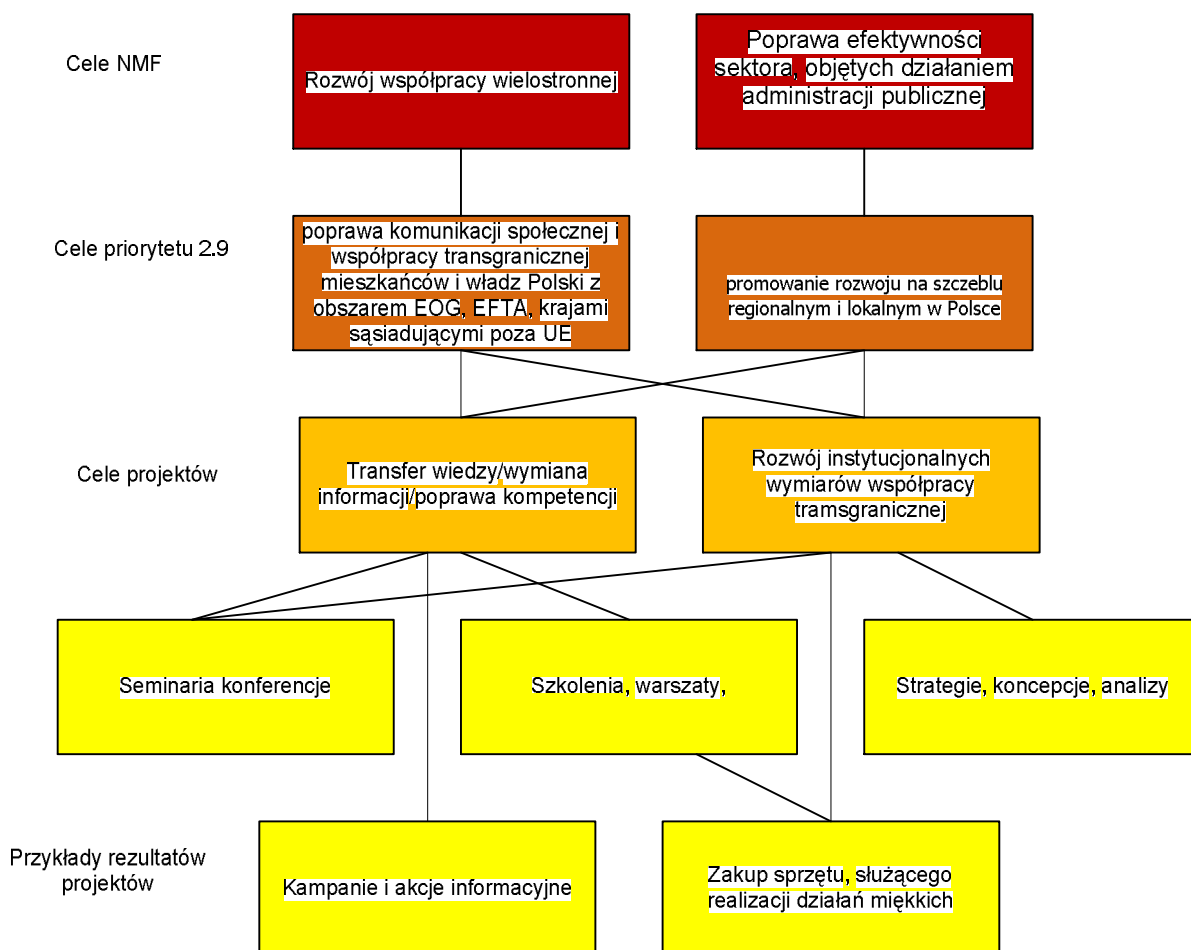 Cele NMF
Rozwój współpracy wielostronnej
Poprawa efektywności
sektora, objętych działaniem
administracji publicznej
Cele priorytetu 2.9
poprawa komunikacji społecznej i
współpracy transgranicznej
mieszkańców i władz Polski z
obszarem EOG, EFTA, krajami
sąsiadującymi poza UE
promowanie rozwoju na szczeblu
regionalnym i lokalnym w Polsce
Cele projektów
Transfer wiedzy/wymiana
informacji/poprawa kompetencji
Rozwój instytucjonalnych
wymiarów współpracy
tramsgranicznej
Seminaria konferencje
Szkolenia, warszaty,
Strategie, koncepcje, analizy
Przykłady rezultatów
projektów
Kampanie i akcje informacyjne
Zakup sprzętu, służącego
realizacji działań miękkich